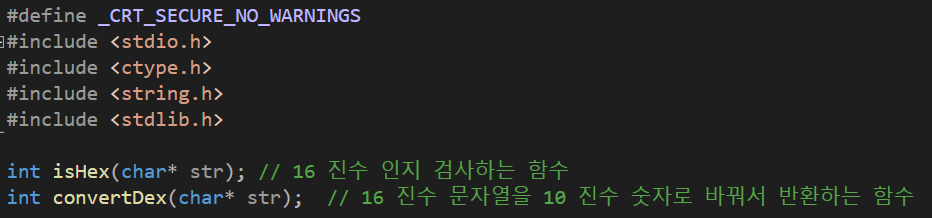 #define _CRT_SECURE_NO_WARNINGS
#include <stdio.h>
#include <ctype.h>
#include <string.h>
#include <stdlib.h>
int isHex(char* str); // 16 진수 인지 검사하는 함수
int convertDex(char* str);  // 16 진수 문자열을 10 진수 숫자로 바꿔서 반환하는 함수